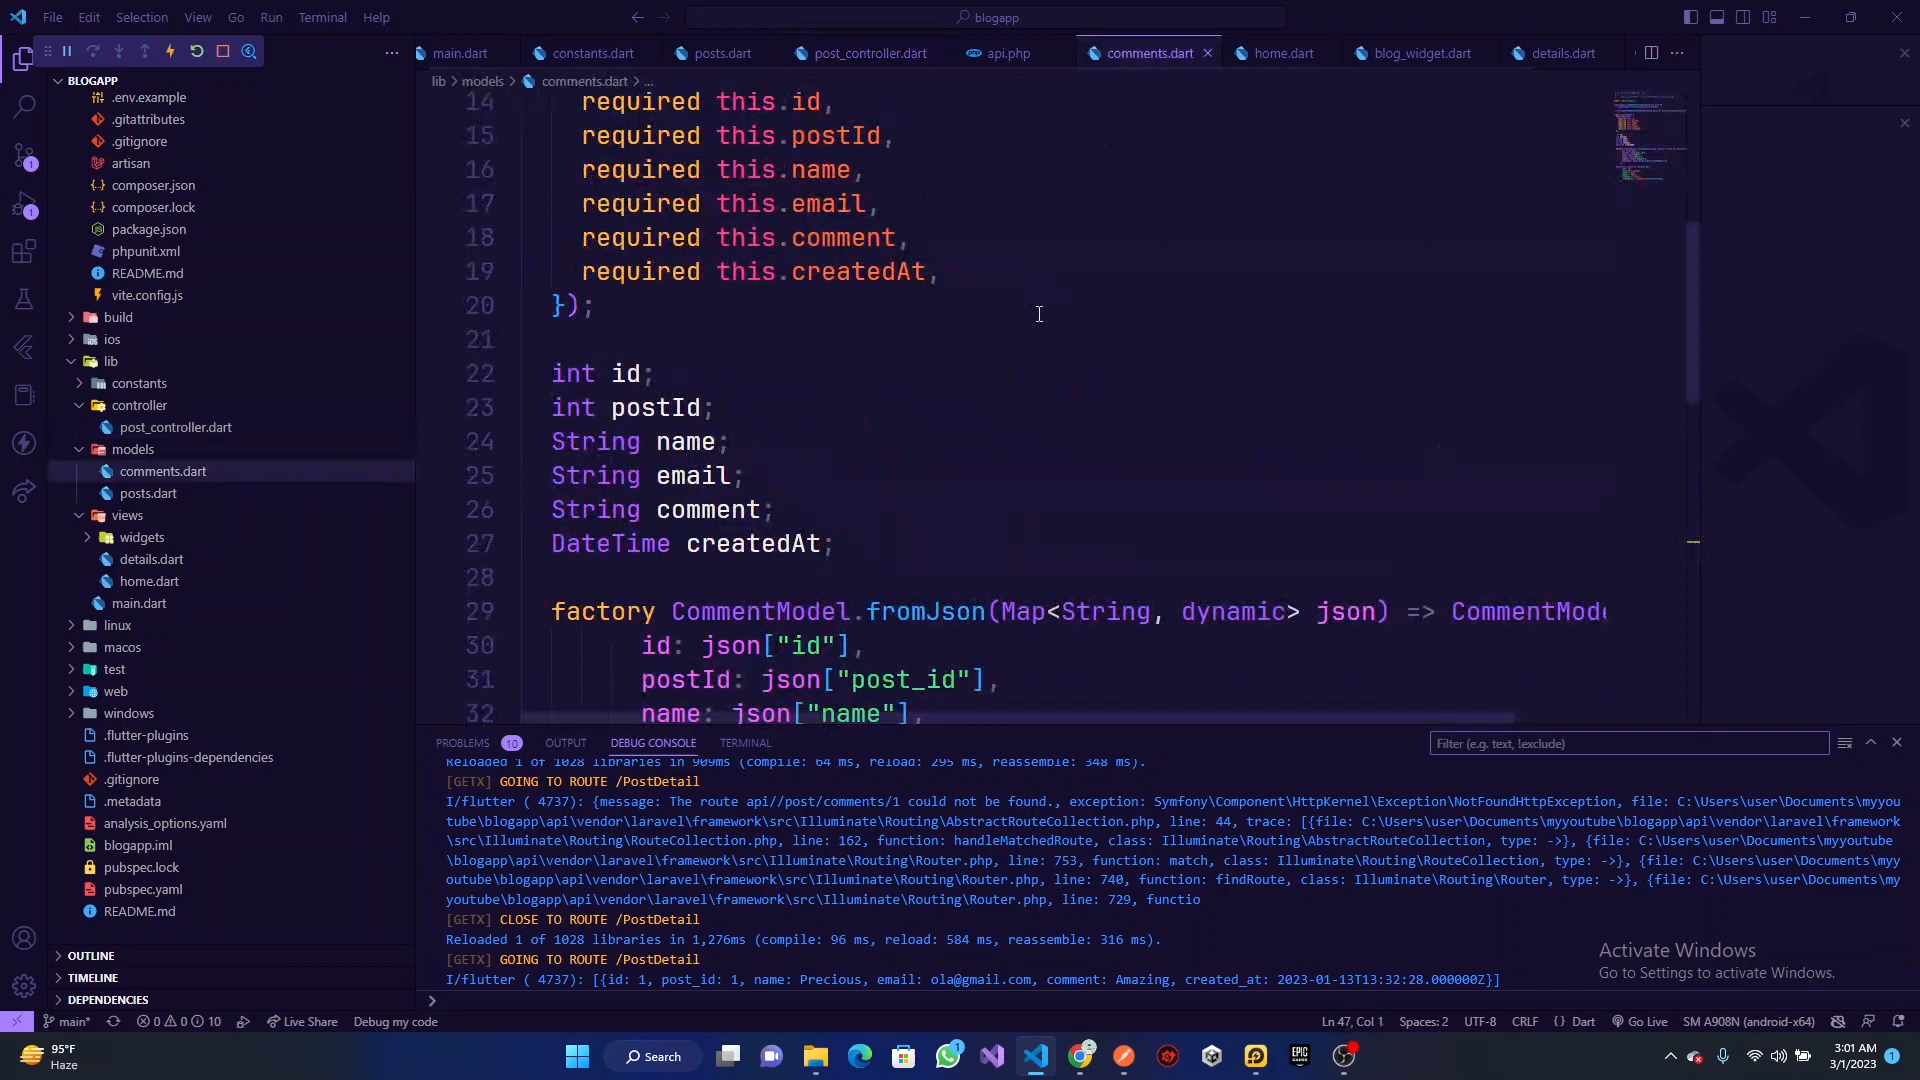 File Edit Selection View Go Run Terminal Help
blogapp
main.dart constants.dart posts.dart post_controller.dart api.php comments.dart home.dart blog_widget.dart details.dart
BLOGAPP
.env.example
.gitattributes
.gitignore
artisan
composer.json
composer.lock
package.json
phpunit.xml
README.md
vite.config.js
build
ios
lib
constants
controller
post_controller.dart
models
comments.dart
posts.dart
views
widgets
details.dart
home.dart
main.dart
linux
macos
test
web
windows
.flutter-plugins
.flutter-plugins-dependencies
.gitignore
.metadata
analysis_options.yaml
blogapp.iml
pubspec.lock
pubspec.yaml
README.md
OUTLINE
TIMELINE
DEPENDENCIES
lib > models > comments.dart > ...
14 required this.id,
15 required this.postId,
16 required this.name,
17 required this.email,
18 required this.comment,
19 required this.createdAt,
20 });
21
22 int id;
23 int postId;
24 String name;
25 String email;
26 String comment;
27 DateTime createdAt;
28
29 factory CommentModel.fromJson(Map<String, dynamic> json) => CommentMode
30 id: json["id"],
31 postId: json["post_id"],
32 name: json["name"],
PROBLEMS 10 OUTPUT DEBUG CONSOLE TERMINAL
Filter (e.g. text, !exclude)
Reloaded 1 of 1028 libraries in 909ms (compile: 64 ms, reload: 295 ms, reassemble: 348 ms).
[GETX] GOING TO ROUTE /PostDetail
I/flutter ( 4737): {message: The route api//post/comments/1 could not be found., exception: Symfony\Component\HttpKernel\Exception\NotFoundHttpException, file: C:\Users\user\Documents\myyou
tube\blogapp\api\vendor\laravel\framework\src\Illuminate\Routing\AbstractRouteCollection.php, line: 44, trace: [{file: C:\Users\user\Documents\myyoutube\blogapp\api\vendor\laravel\framework
\src\Illuminate\Routing\RouteCollection.php, line: 162, function: handleMatchedRoute, class: Illuminate\Routing\AbstractRouteCollection, type: ->}, {file: C:\Users\user\Documents\myyoutube
\blogapp\api\vendor\laravel\framework\src\Illuminate\Routing\Router.php, line: 753, function: match, class: Illuminate\Routing\RouteCollection, type: ->}, {file: C:\Users\user\Documents\myy
outube\blogapp\api\vendor\laravel\framework\src\Illuminate\Routing\Router.php, line: 740, function: findRoute, class: Illuminate\Routing\Router, type: ->}, {file: C:\Users\user\Documents\my
youtube\blogapp\api\vendor\laravel\framework\src\Illuminate\Routing\Router.php, line: 729, functio
[GETX] CLOSE TO ROUTE /PostDetail
Reloaded 1 of 1028 libraries in 1,276ms (compile: 96 ms, reload: 584 ms, reassemble: 316 ms).
[GETX] GOING TO ROUTE /PostDetail
I/flutter ( 4737): [{id: 1, post_id: 1, name: Precious, email: ola@gmail.com, comment: Amazing, created_at: 2023-01-13T13:32:28.000000Z}]
Activate Windows
Go to Settings to activate Windows.
main* 0 0 10 Live Share Debug my code Ln 47, Col 1 Spaces: 2 UTF-8 CRLF {} Dart Go Live SM A908N (android-x64)
95°F
Haze
Search
3:01 AM
3/1/2023